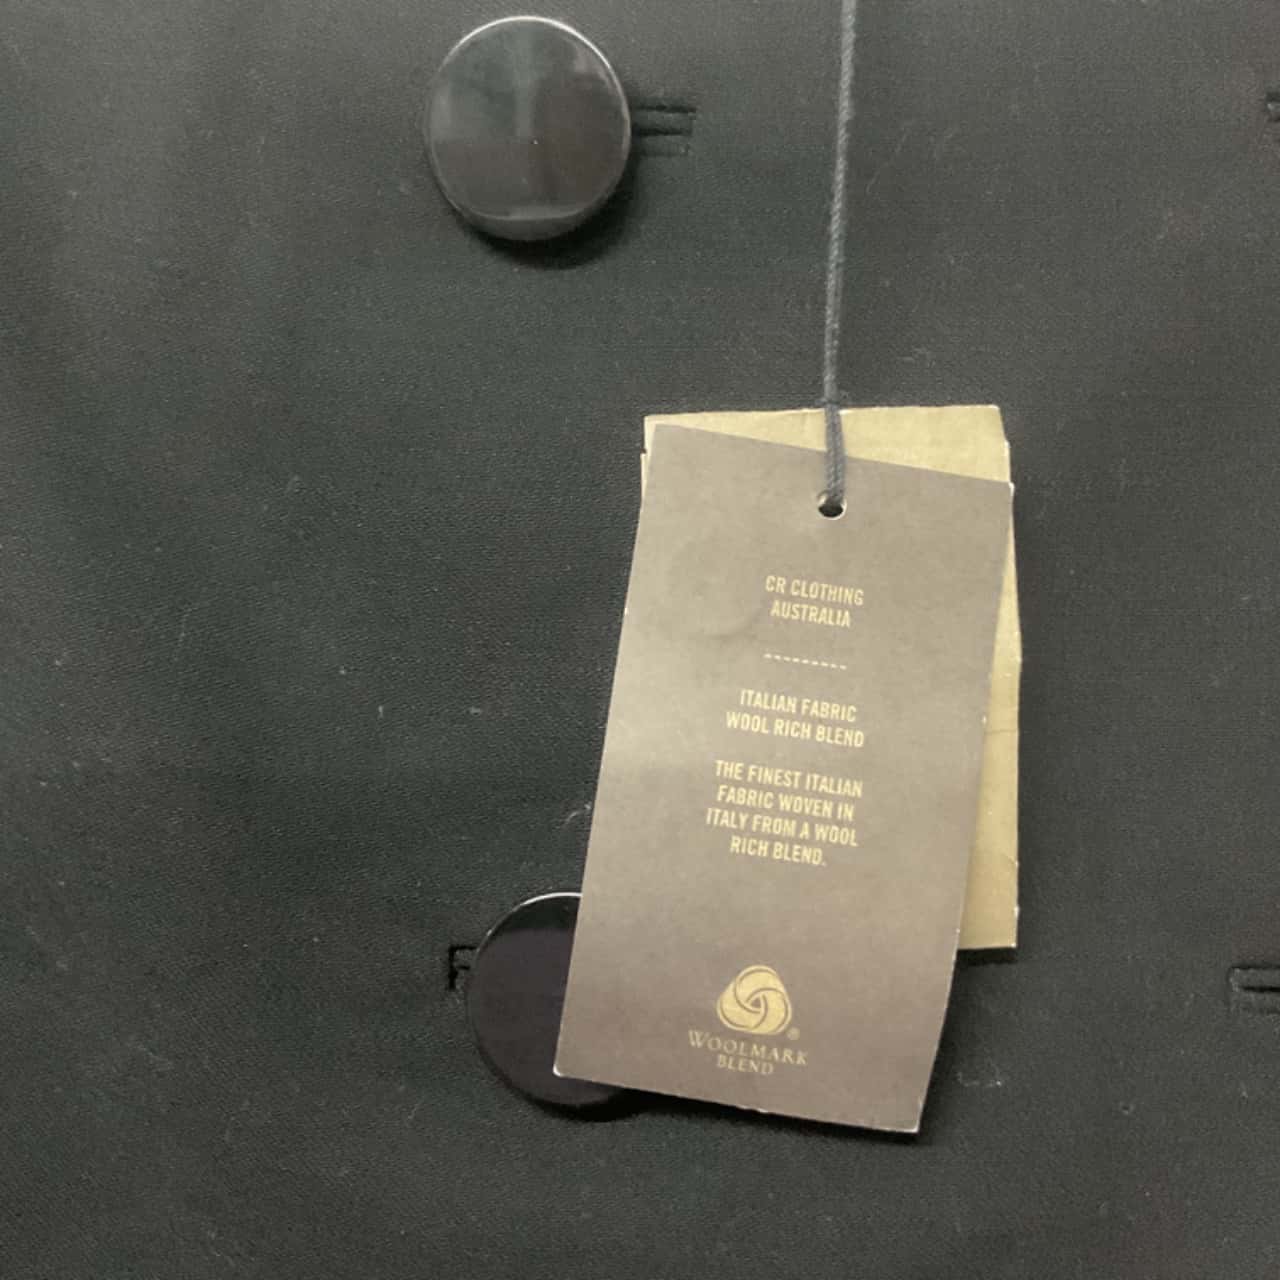 CR CLOTHING
AUSTRALIA
ITALIAN FABRIC
WOOL RICH BLEND
THE FINEST ITALIAN
FABRIC WOVEN IN
ITALY FROM A WOOL
RICH BLEND.
WOOLMARK
BLEND